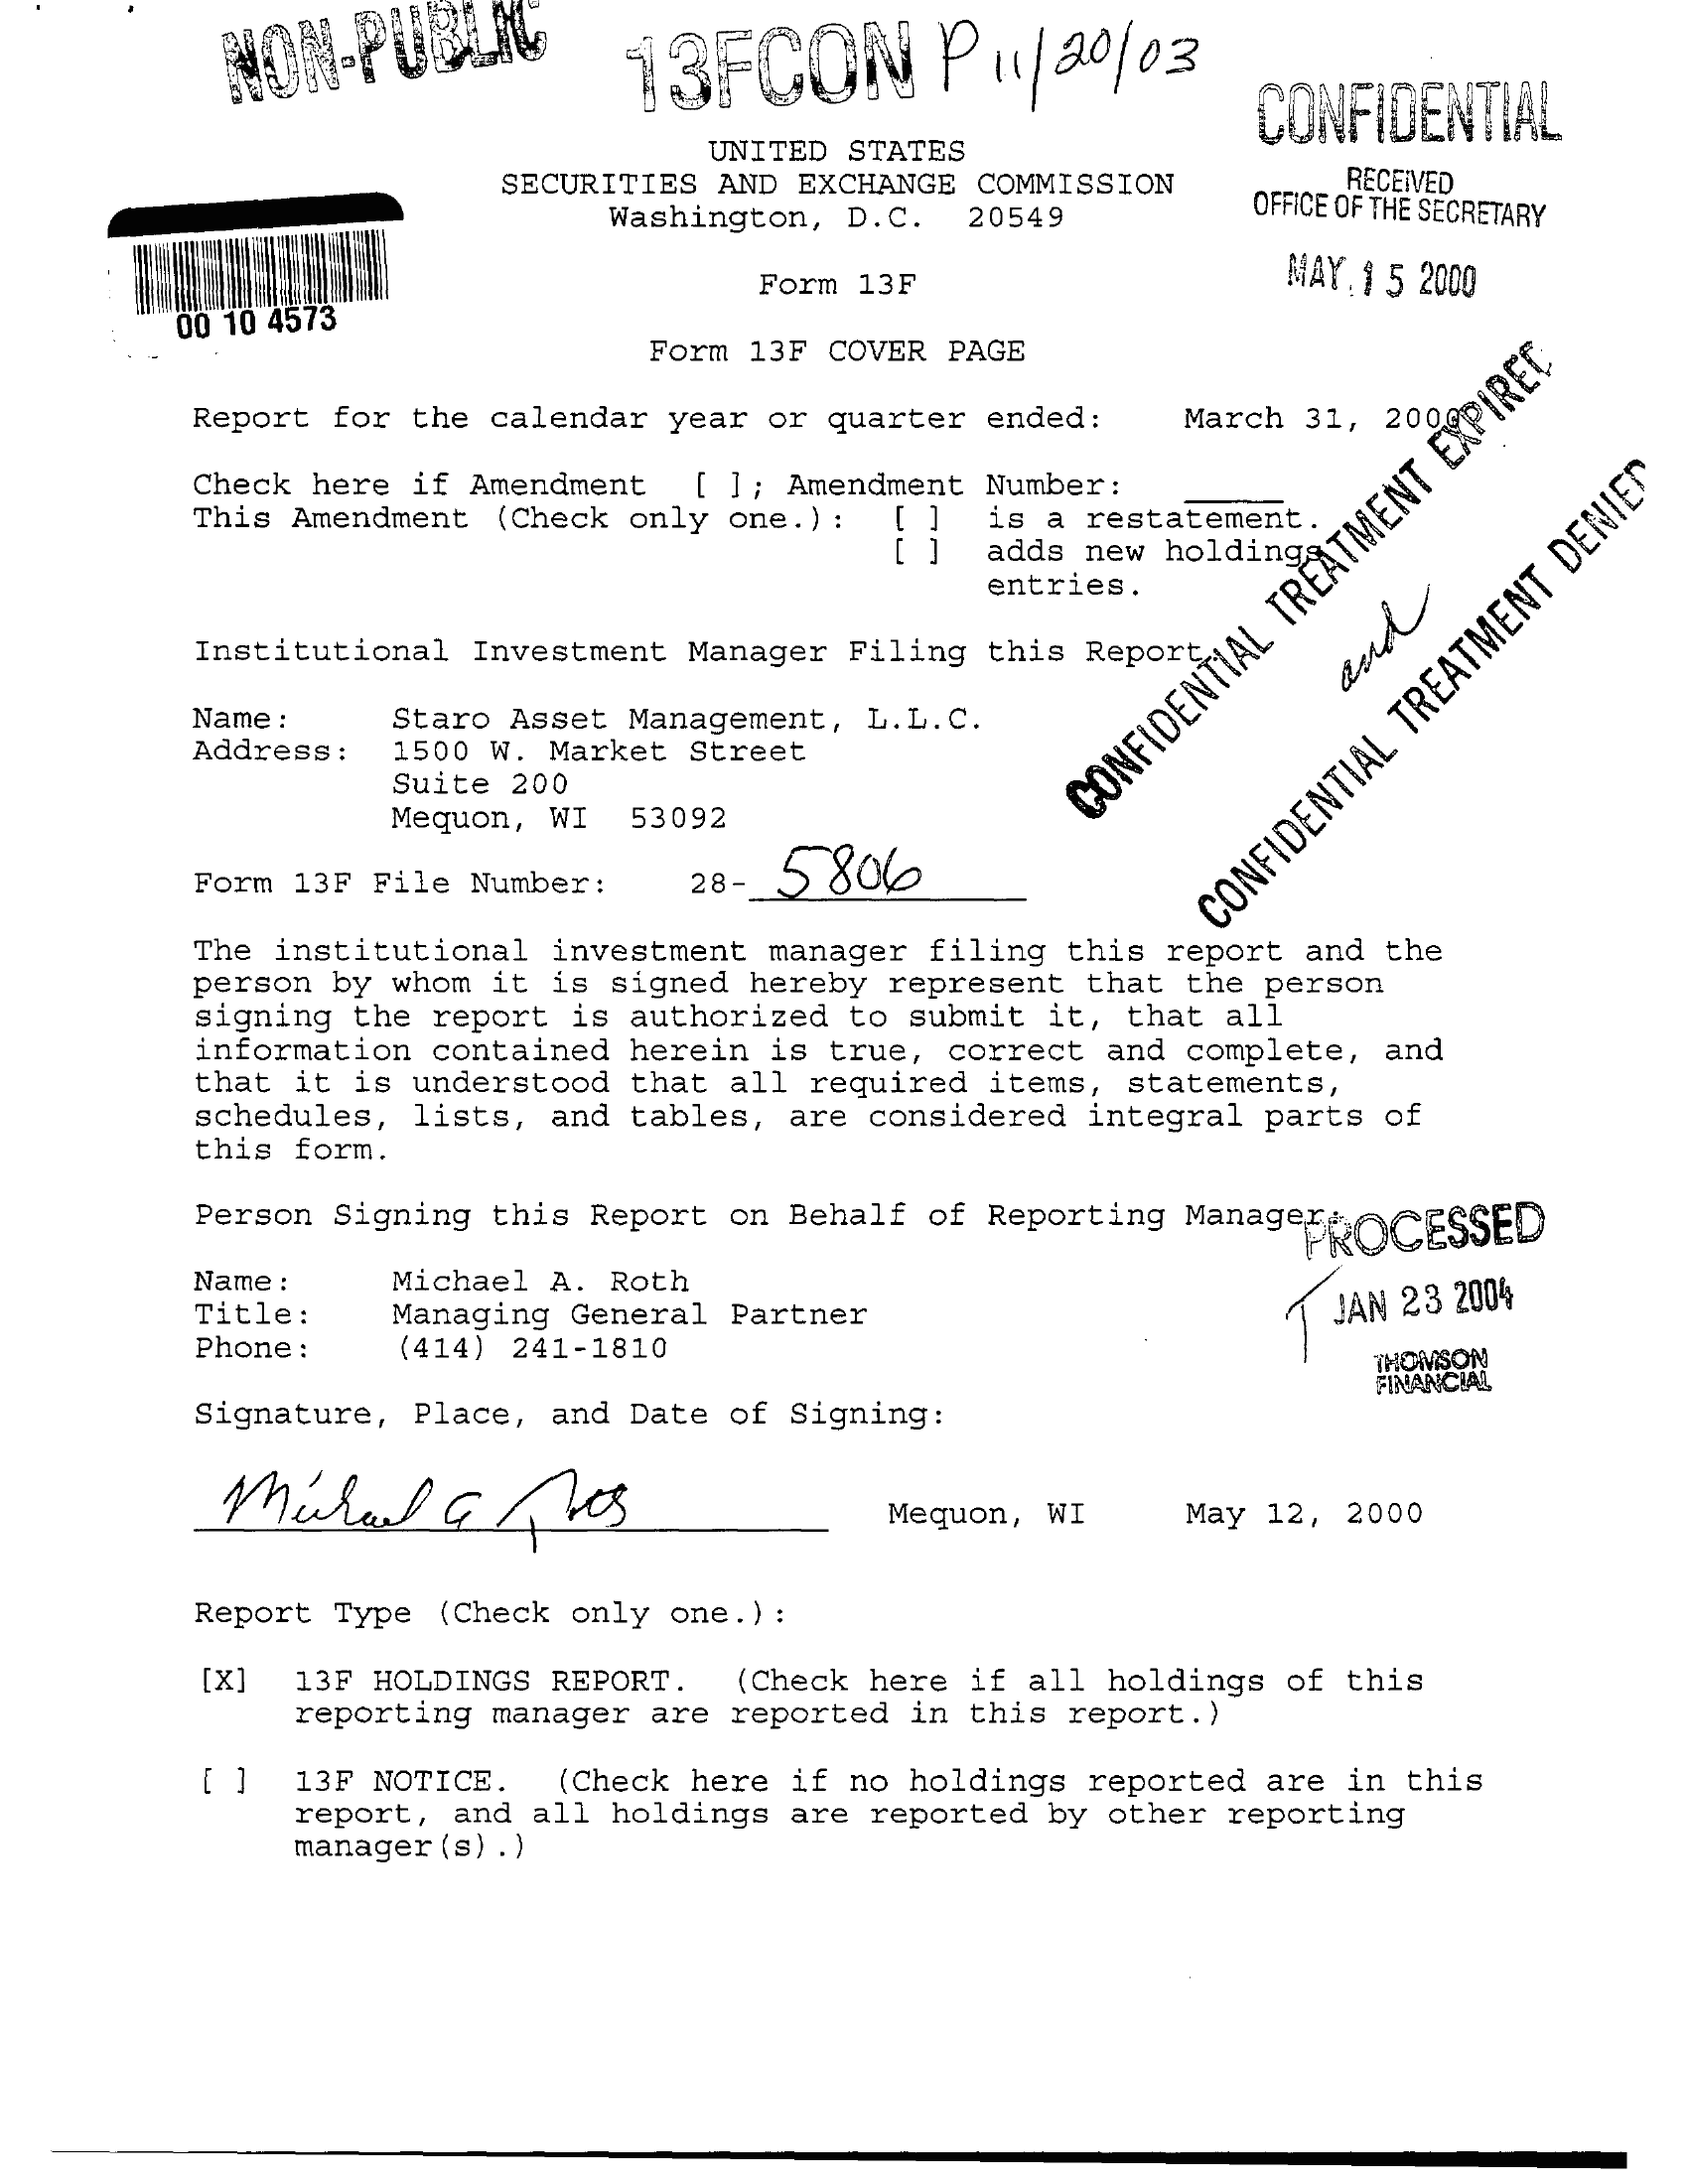 NON-PUBLIC
13FCON P 11/20/03
CONFIDENTIAL
UNITED STATES
SECURITIES AND EXCHANGE COMMISSION
Washington, D.C. 20549
RECEIVED
OFFICE OF THE SECRETARY
MAY 15 2000
00 10 4573
Form 13F
Form 13F COVER PAGE
Report for the calendar year or quarter ended: March 31, 2000
Check here if Amendment [ ]; Amendment Number: _____
This Amendment (Check only one.): [ ] is a restatement.
[ ] adds new holdings
entries.
CONFIDENTIAL TREATMENT EXPIRED
and
CONFIDENTIAL TREATMENT DENIED
Institutional Investment Manager Filing this Report:
Name: Staro Asset Management, L.L.C.
Address: 1500 W. Market Street
Suite 200
Mequon, WI 53092
Form 13F File Number: 28-5806
The institutional investment manager filing this report and the
person by whom it is signed hereby represent that the person
signing the report is authorized to submit it, that all
information contained herein is true, correct and complete, and
that it is understood that all required items, statements,
schedules, lists, and tables, are considered integral parts of
this form.
Person Signing this Report on Behalf of Reporting Manager:
PROCESSED
JAN 23 2004
THOMSON
FINANCIAL
Name: Michael A. Roth
Title: Managing General Partner
Phone: (414) 241-1810
Signature, Place, and Date of Signing:
Michael A Roth
Mequon, WI May 12, 2000
Report Type (Check only one.):
[X] 13F HOLDINGS REPORT. (Check here if all holdings of this
reporting manager are reported in this report.)
[ ] 13F NOTICE. (Check here if no holdings reported are in this
report, and all holdings are reported by other reporting
manager(s).)